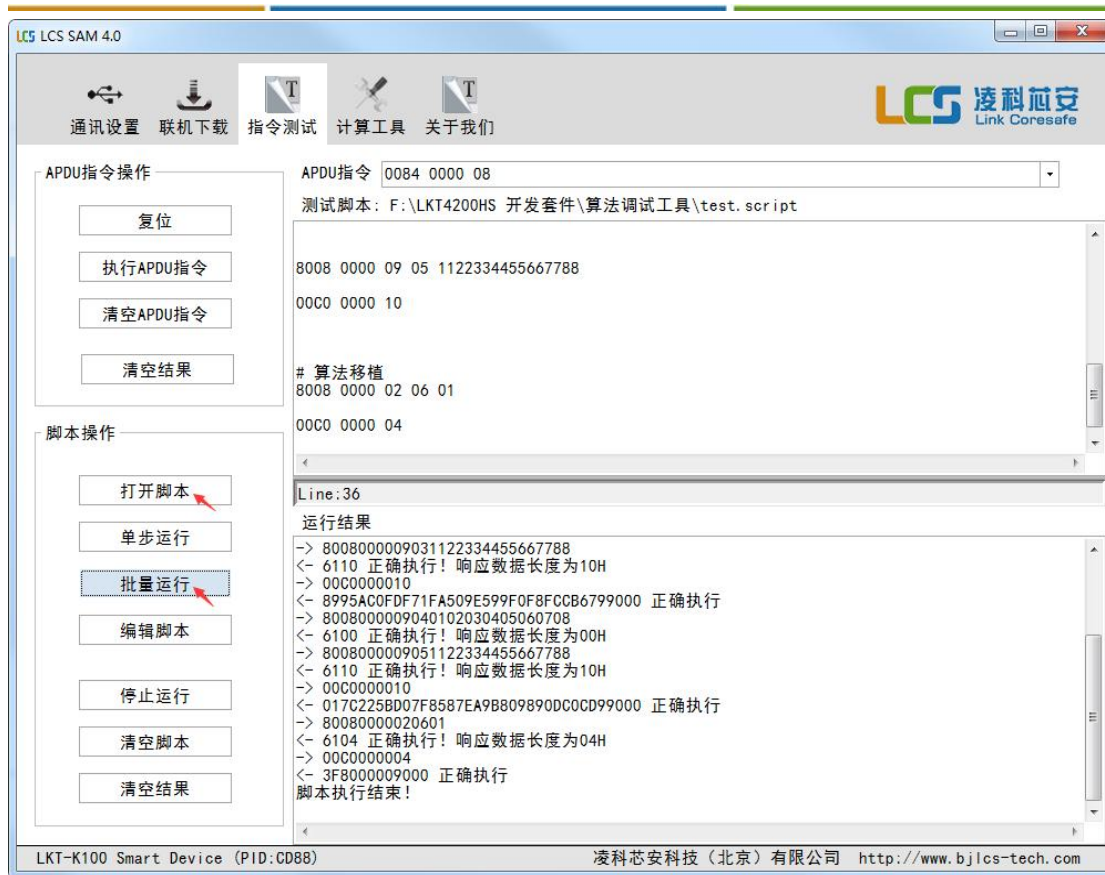 LCS LCS SAM 4.0
通讯设置 联机下载 指令测试 计算工具 关于我们
LCS 凌科芯安
Link Coresafe
APDU指令操作
复位
执行APDU指令
清空APDU指令
清空结果
脚本操作
打开脚本
单步运行
批量运行
编辑脚本
停止运行
清空脚本
清空结果
APDU指令 0084 0000 08
测试脚本: F:\LKT4200HS 开发套件\算法调试工具\test.script
8008 0000 09 05 1122334455667788
00C0 0000 10
# 算法移植
8008 0000 02 06 01
00C0 0000 04
Line:36
运行结果
-> 8008000009031122334455667788
<- 6110 正确执行! 响应数据长度为10H
-> 00C0000010
<- 8995AC0FDF71FA509E599F0F8FCCB6799000 正确执行
-> 8008000009040102030405060708
<- 6100 正确执行! 响应数据长度为00H
-> 8008000009051122334455667788
<- 6110 正确执行! 响应数据长度为10H
-> 00C0000010
<- 017C225BD07F8587EA9B809890DC0CD99000 正确执行
-> 80080000020601
<- 6104 正确执行! 响应数据长度为04H
-> 00C0000004
<- 3F8000009000 正确执行
脚本执行结束!
LKT-K100 Smart Device (PID:CD88) 凌科芯安科技（北京）有限公司 http://www.bjlcs-tech.com